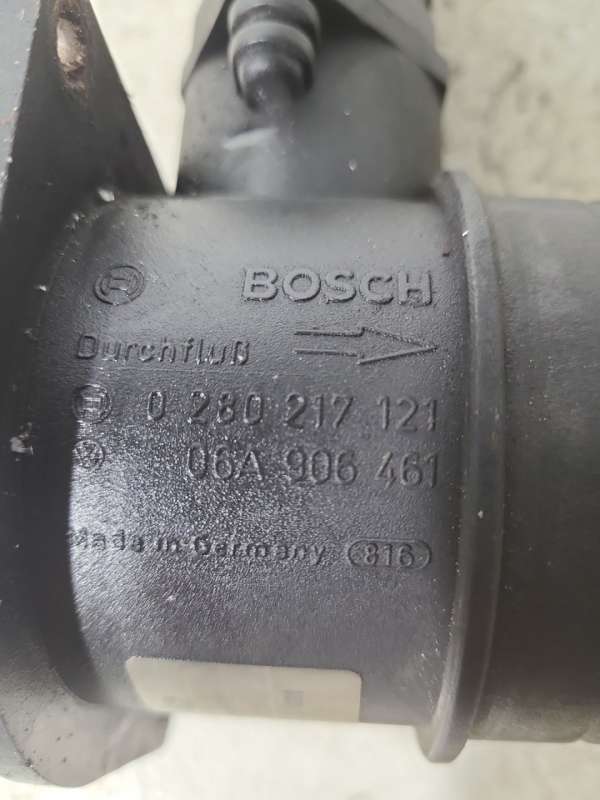 BOSCH
Durchfluß
0 280 217 121
06A 906 461
Made in Germany 816